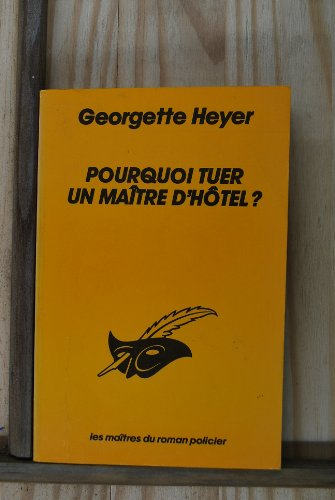 Georgette Heyer
POURQUOI TUER
UN MAÎTRE D'HÔTEL?
les maîtres du roman policier